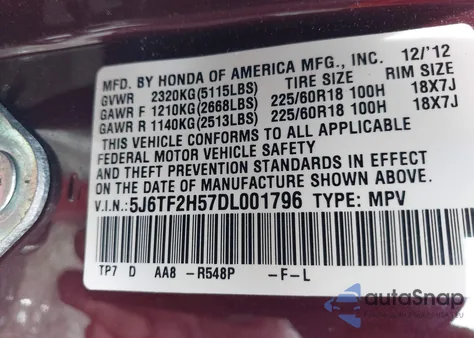 MFD. BY HONDA OF AMERICA MFG., INC. 12/'12
GVWR 2320KG(5115LBS) TIRE SIZE RIM SIZE
GAWR F 1210KG(2668LBS) 225/60R18 100H 18X7J
GAWR R 1140KG(2513LBS) 225/60R18 100H 18X7J
THIS VEHICLE CONFORMS TO ALL APPLICABLE
FEDERAL MOTOR VEHICLE SAFETY
AND THEFT PREVENTION STANDARDS IN EFFECT
ON THE DATE OF MANUFACTURE SHOWN ABOVE.
V.I.N.:5J6TF2H57DL001796 TYPE: MPV
TP7 D AA8 -R548P -F-L
autoSnap